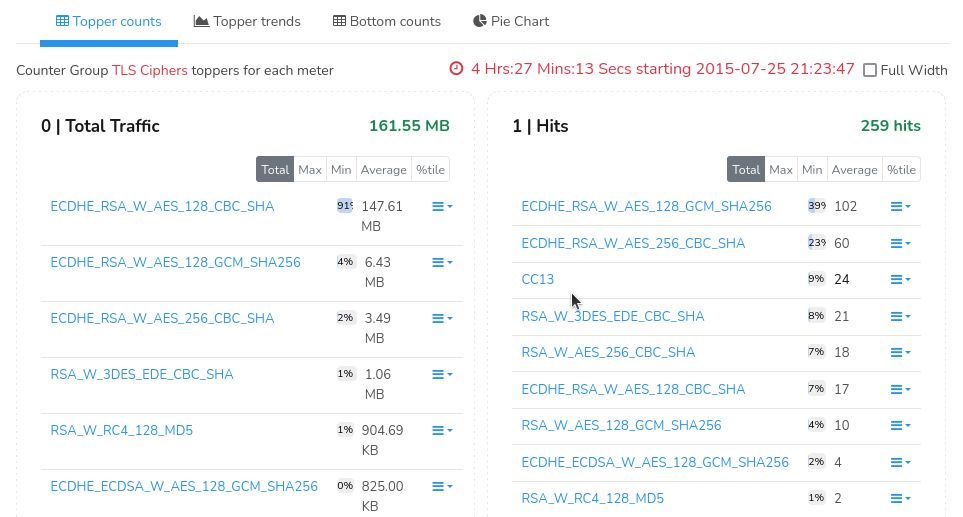 Topper counts
Topper trends
Bottom counts
Pie Chart
Counter Group TLS Ciphers toppers for each meter
4 Hrs:27 Mins:13 Secs starting 2015-07-25 21:23:47
Full Width
0 | Total Traffic
161.55 MB
Total Max Min Average %tile
ECDHE_RSA_W_AES_128_CBC_SHA 91% 147.61
MB
ECDHE_RSA_W_AES_128_GCM_SHA256 4% 6.43
MB
ECDHE_RSA_W_AES_256_CBC_SHA 2% 3.49
MB
RSA_W_3DES_EDE_CBC_SHA 1% 1.06
MB
RSA_W_RC4_128_MD5 1% 904.69
KB
ECDHE_ECDSA_W_AES_128_GCM_SHA256 0% 825.00
KB
1 | Hits
259 hits
Total Max Min Average %tile
ECDHE_RSA_W_AES_128_GCM_SHA256 39% 102
ECDHE_RSA_W_AES_256_CBC_SHA 23% 60
CC13 9% 24
RSA_W_3DES_EDE_CBC_SHA 8% 21
RSA_W_AES_256_CBC_SHA 7% 18
ECDHE_RSA_W_AES_128_CBC_SHA 7% 17
RSA_W_AES_128_GCM_SHA256 4% 10
ECDHE_ECDSA_W_AES_128_GCM_SHA256 2% 4
RSA_W_RC4_128_MD5 1% 2